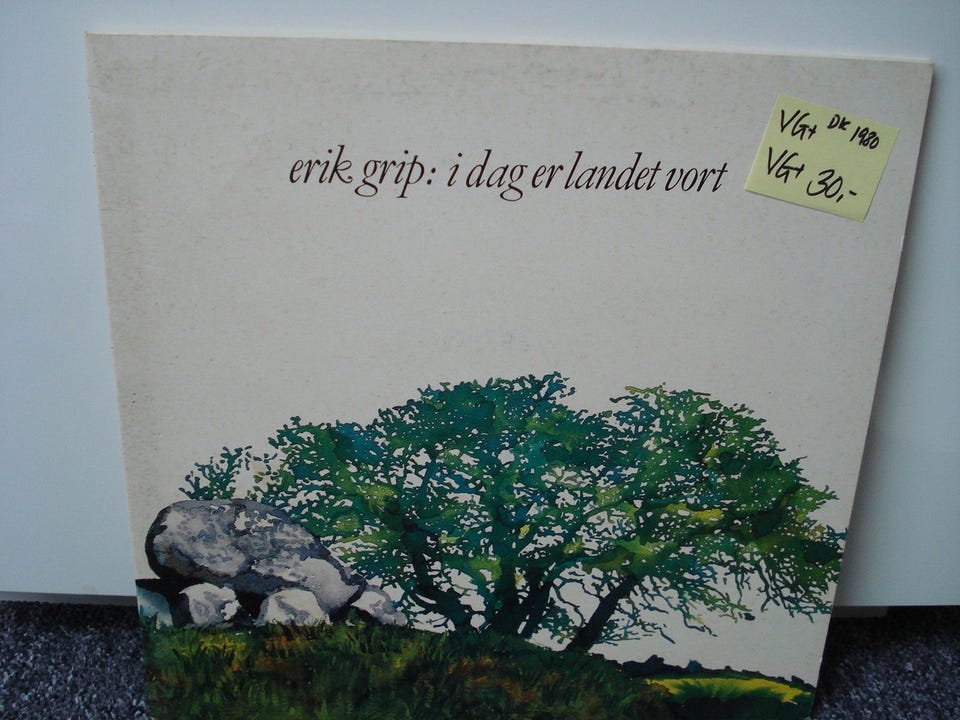 erik grip: i dag er landet vort
VG+ DK 1980
VG+ 30,-